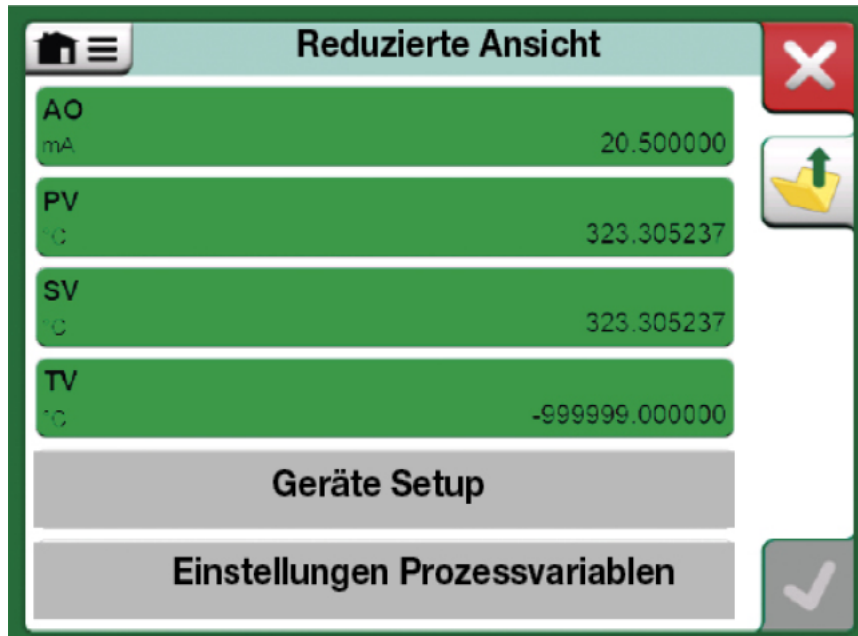 Reduzierte Ansicht
AO
mA
20.500000
PV
°C
323.305237
SV
°C
323.305237
TV
°C
-999999.000000
Geräte Setup
Einstellungen Prozessvariablen